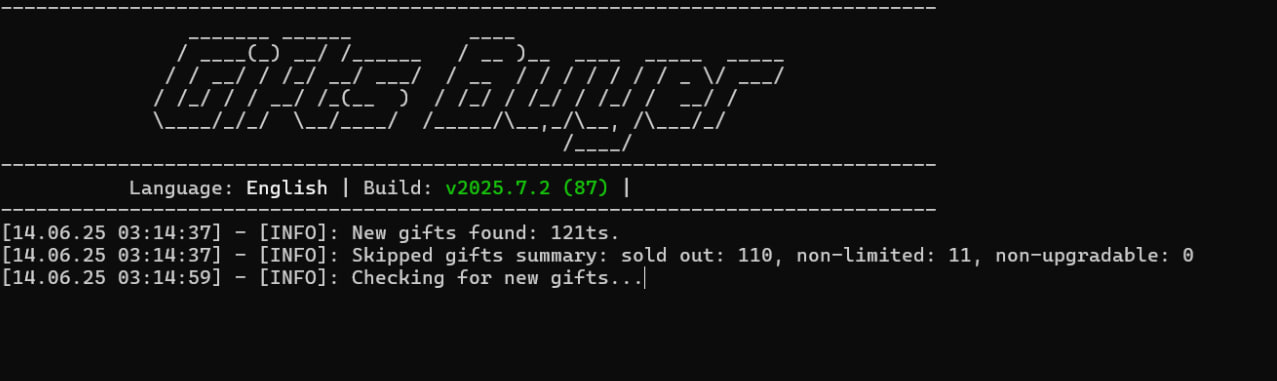 Gifts Buyer
Language: English | Build: v2025.7.2 (87) |
[14.06.25 03:14:37] - [INFO]: New gifts found: 121ts.
[14.06.25 03:14:37] - [INFO]: Skipped gifts summary: sold out: 110, non-limited: 11, non-upgradable: 0
[14.06.25 03:14:59] - [INFO]: Checking for new gifts...